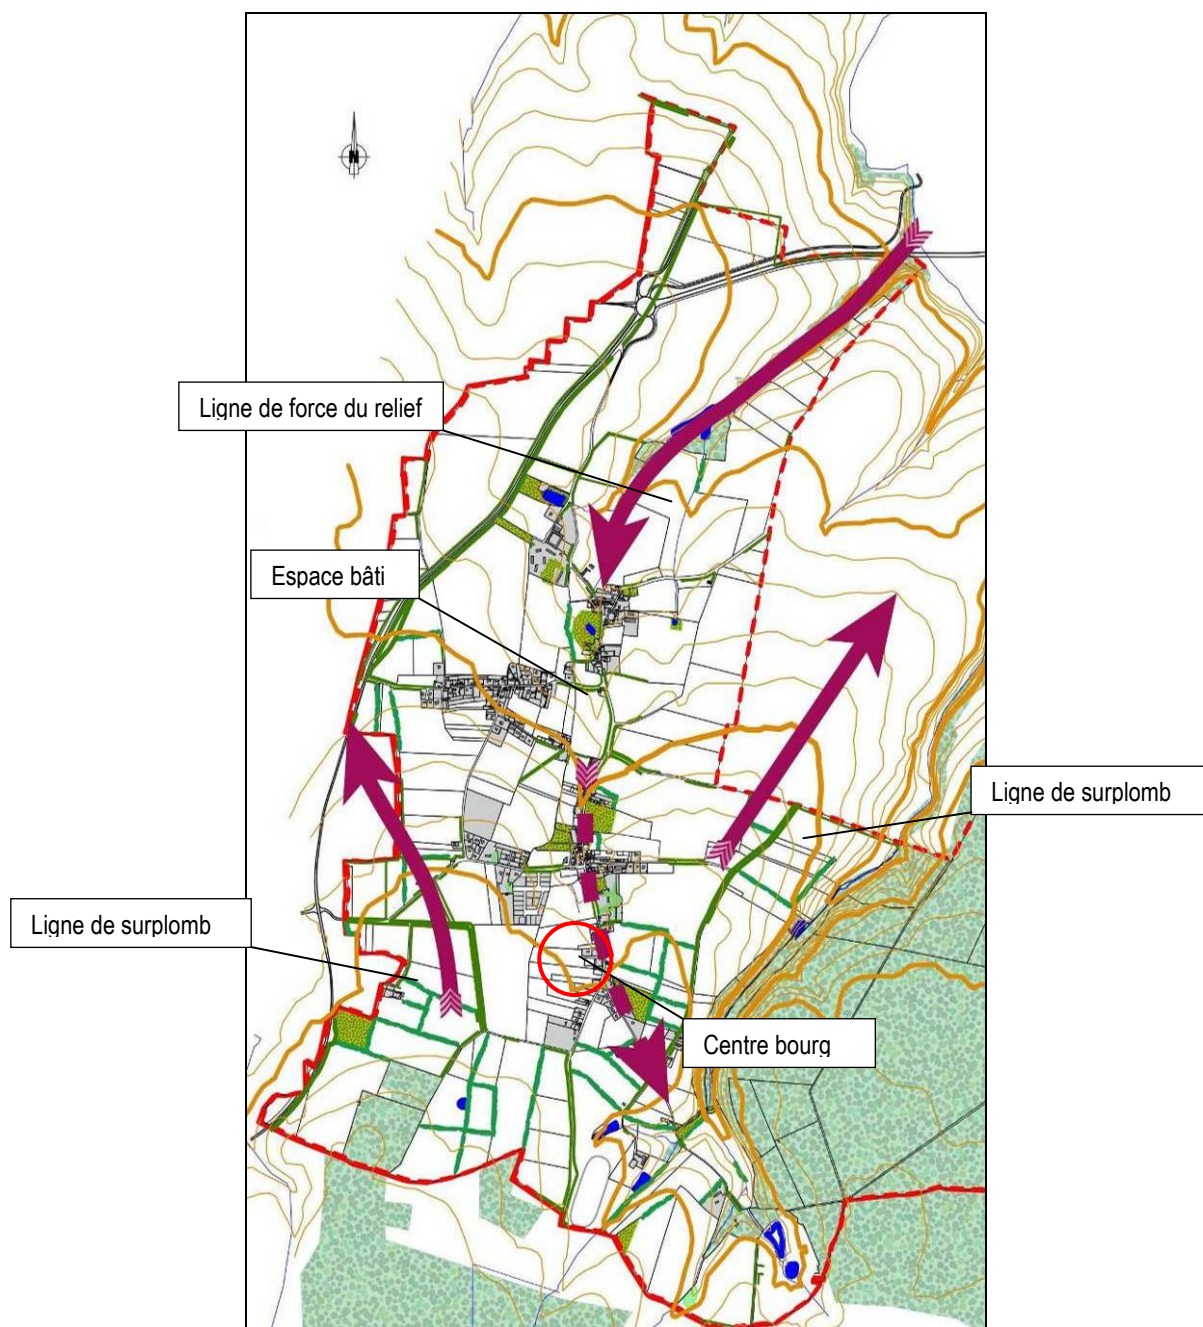 N
Ligne de force du relief
Espace bâti
Ligne de surplomb
Ligne de surplomb
Centre bourg